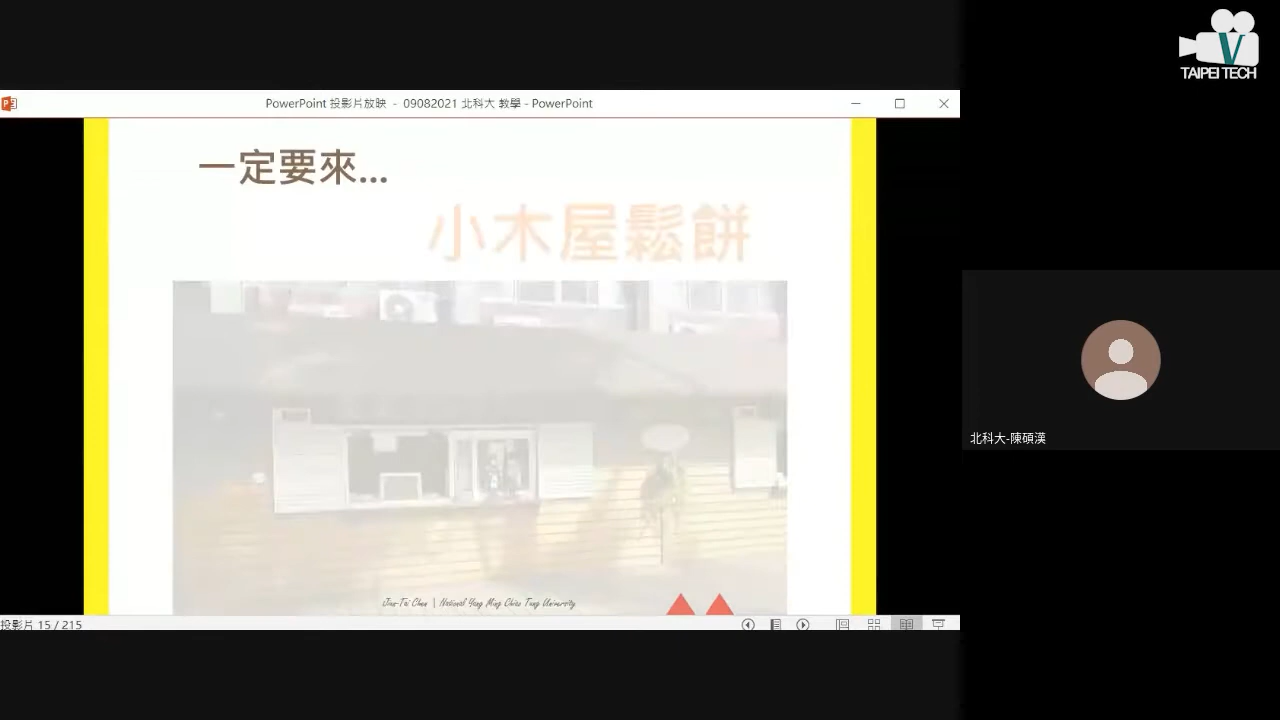 TAIPEI TECH
PowerPoint 投影片放映 - 09082021 北科大 教學 - PowerPoint
一定要來...
小木屋鬆餅
北科大-陳碩漢
Jinn-Tsu Chen | National Yang Ming Chiao Tung University
投影片 15 / 215